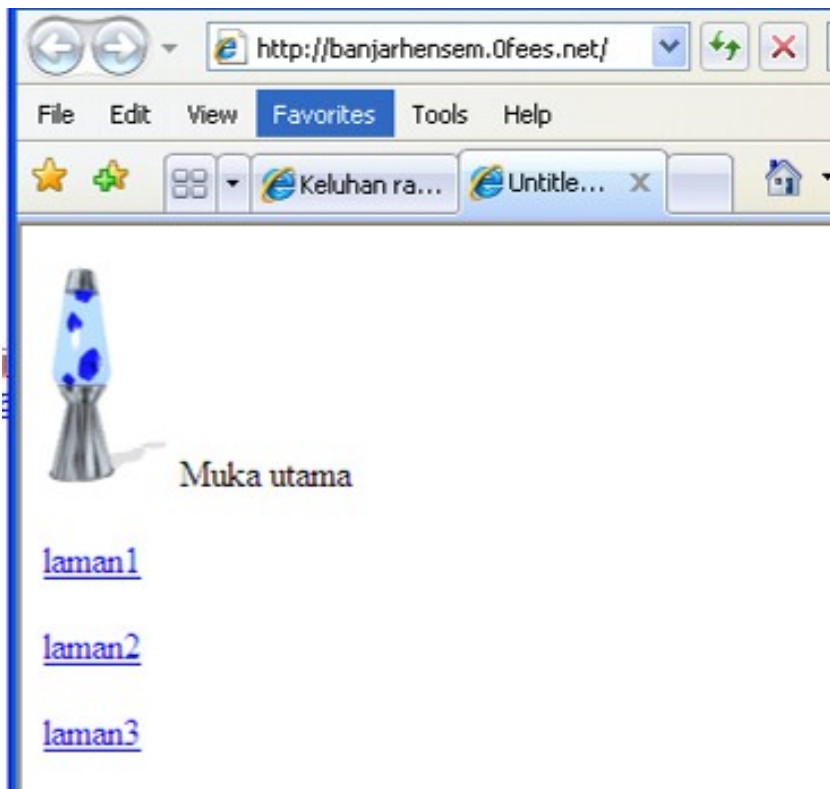 http://banjarhensem.0fees.net/
File Edit View Favorites Tools Help
Keluhan ra... Untitle...
Muka utama
laman1
laman2
laman3